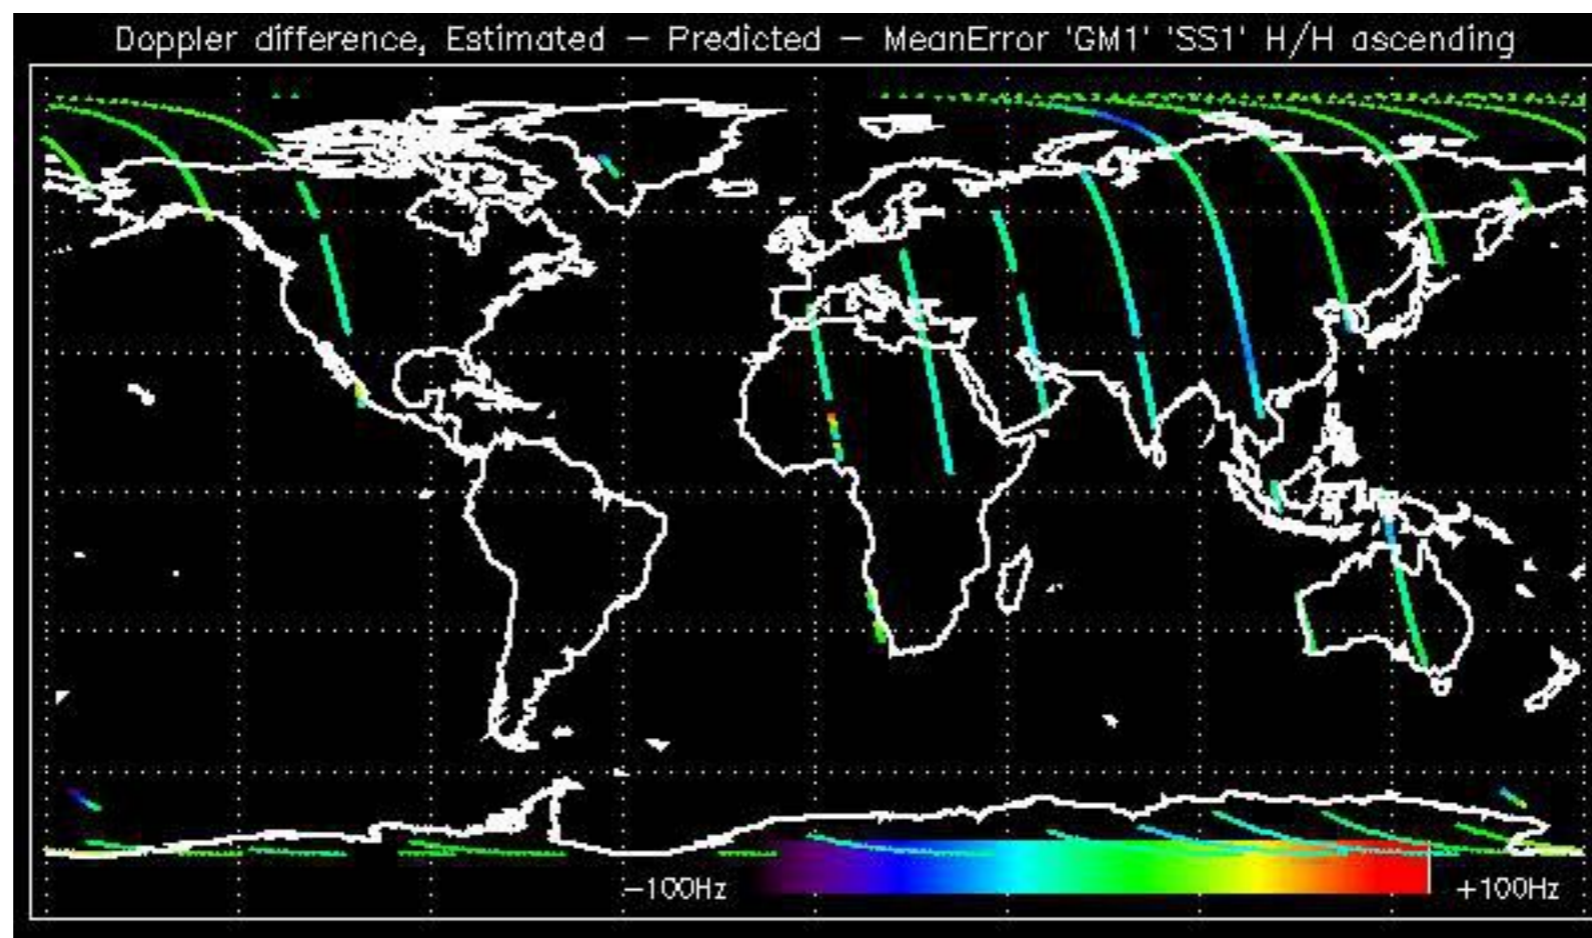 Doppler difference, Estimated – Predicted – MeanError 'GM1' 'SS1' H/H ascending
−100Hz +100Hz